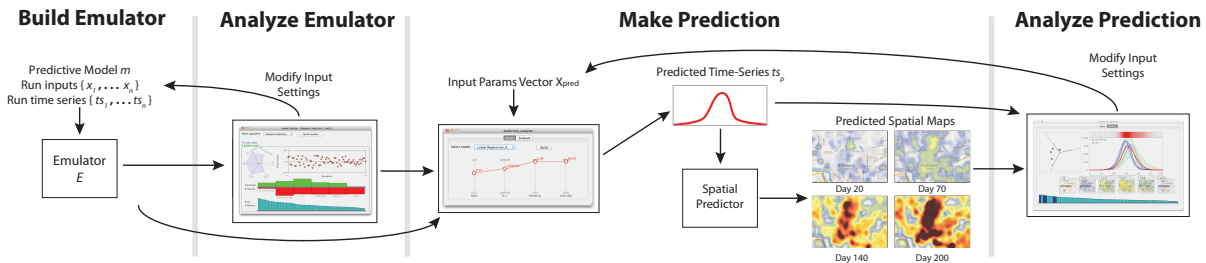 Build Emulator
Analyze Emulator
Make Prediction
Analyze Prediction
Predictive Model m
Run inputs { x1 , . . . xn }
Run time series { ts1 , . . . tsn }
Emulator
E
Modify Input
Settings
Input Params Vector Xpred
Predicted Time-Series tsp
Spatial
Predictor
Predicted Spatial Maps
Day 20
Day 70
Day 140
Day 200
Modify Input
Settings